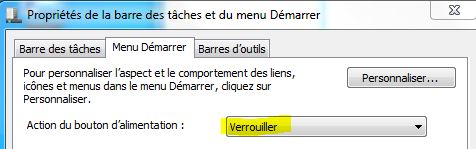 Propriétés de la barre des tâches et du menu Démarrer
Barre des tâches Menu Démarrer Barres d'outils
Pour personnaliser l'aspect et le comportement des liens,
icônes et menus dans le menu Démarrer, cliquez sur
Personnaliser.
Personnaliser...
Action du bouton d'alimentation : Verrouiller